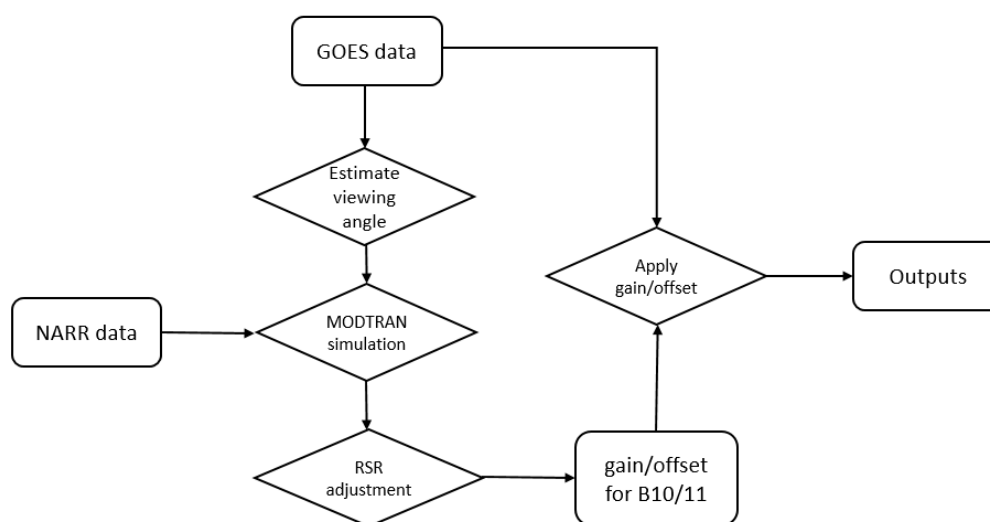 GOES data
Estimate
viewing
angle
Apply
gain/offset
Outputs
NARR data
MODTRAN
simulation
RSR
adjustment
gain/offset
for B10/11